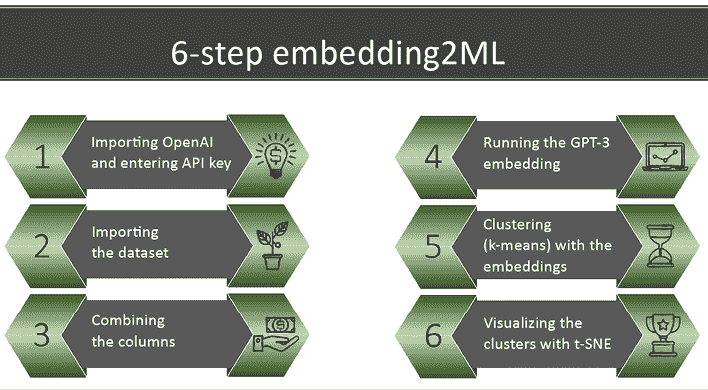 6-step embedding2ML
1
Importing OpenAI
and entering API key
$
2
Importing
the dataset
3
Combining
the columns
$
4
Running the GPT-3
embedding
5
Clustering
(k-means) with the
embeddings
6
Visualizing the
clusters with t-SNE